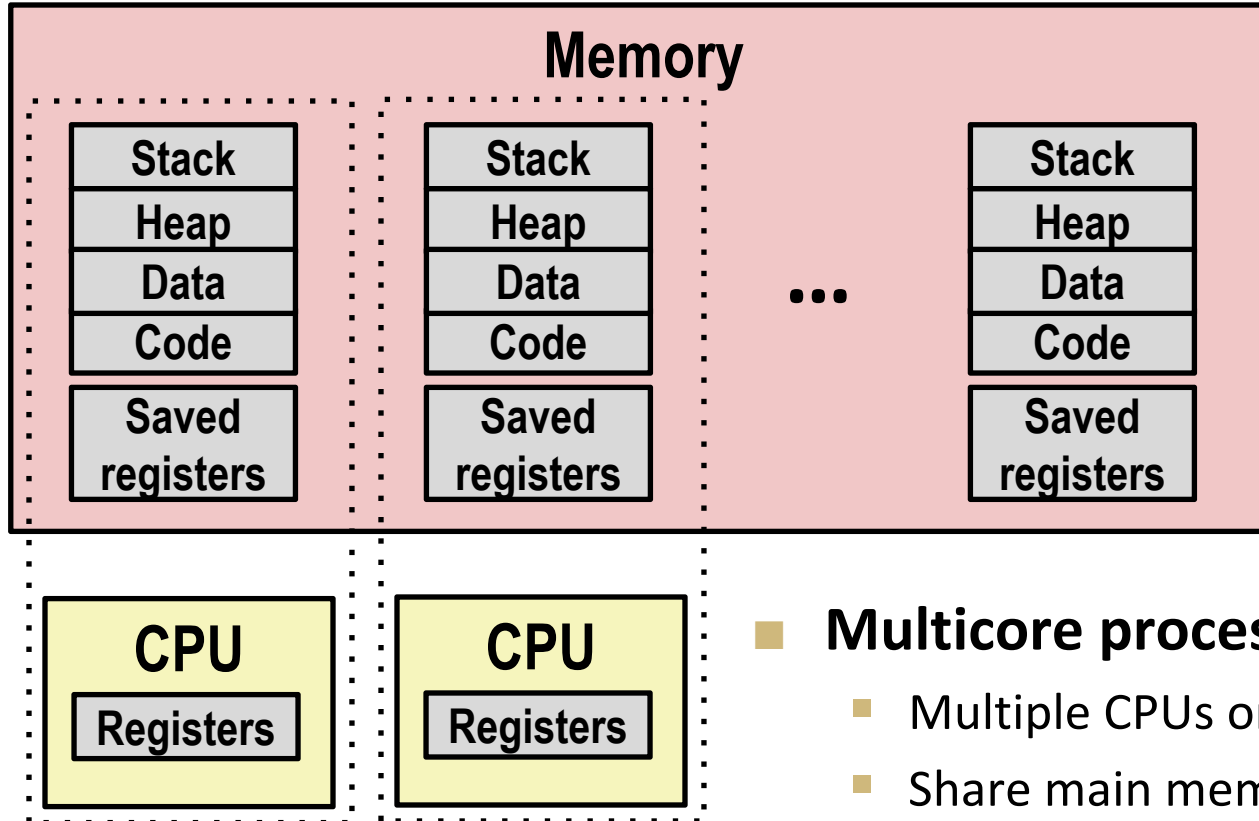 Memory
Stack
Heap
Data
Code
Saved
registers
Stack
Heap
Data
Code
Saved
registers
...
Stack
Heap
Data
Code
Saved
registers
CPU
Registers
CPU
Registers
Multicore proces
Multiple CPUs o
Share main mem